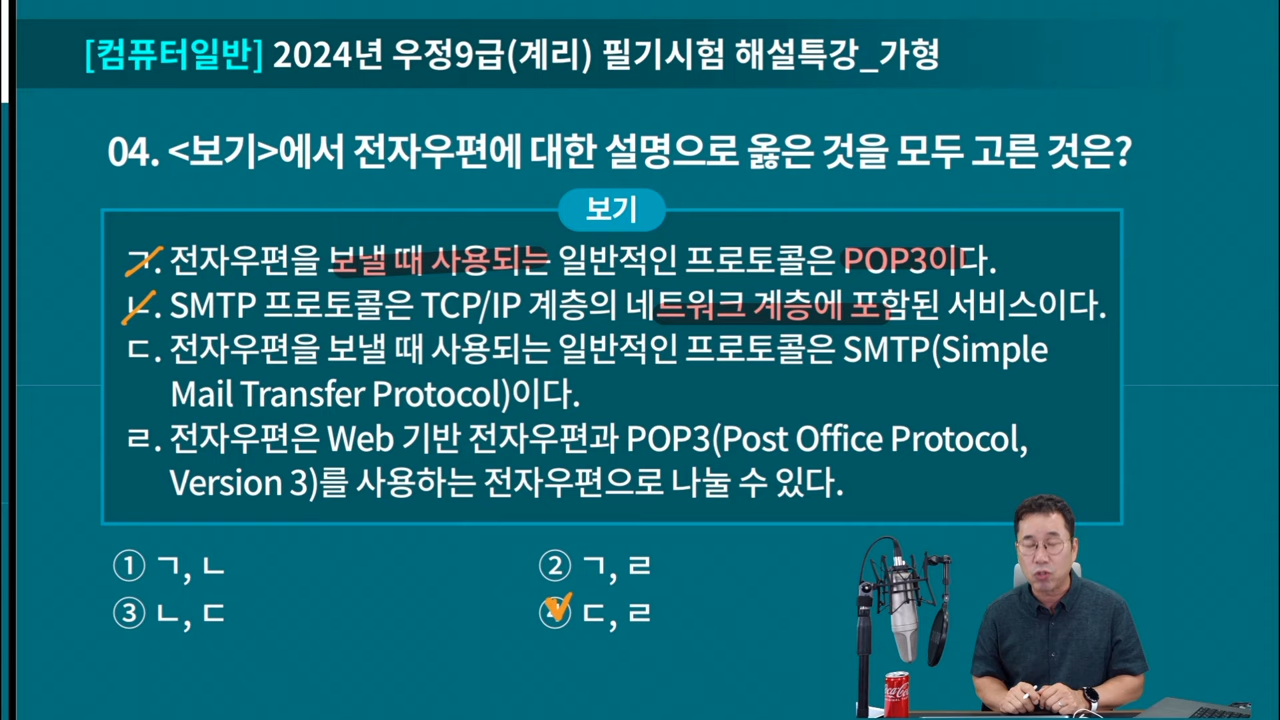 [컴퓨터일반] 2024년 우정9급(계리) 필기시험 해설특강_가형
04. <보기>에서 전자우편에 대한 설명으로 옳은 것을 모두 고른 것은?
보기
ㄱ. 전자우편을 보낼 때 사용되는 일반적인 프로토콜은 POP3이다.
ㄴ. SMTP 프로토콜은 TCP/IP 계층의 네트워크 계층에 포함된 서비스이다.
ㄷ. 전자우편을 보낼 때 사용되는 일반적인 프로토콜은 SMTP(Simple
Mail Transfer Protocol)이다.
ㄹ. 전자우편은 Web 기반 전자우편과 POP3(Post Office Protocol,
Version 3)를 사용하는 전자우편으로 나눌 수 있다.
① ㄱ, ㄴ
② ㄱ, ㄹ
③ ㄴ, ㄷ
④ ㄷ, ㄹ
Coca-Cola